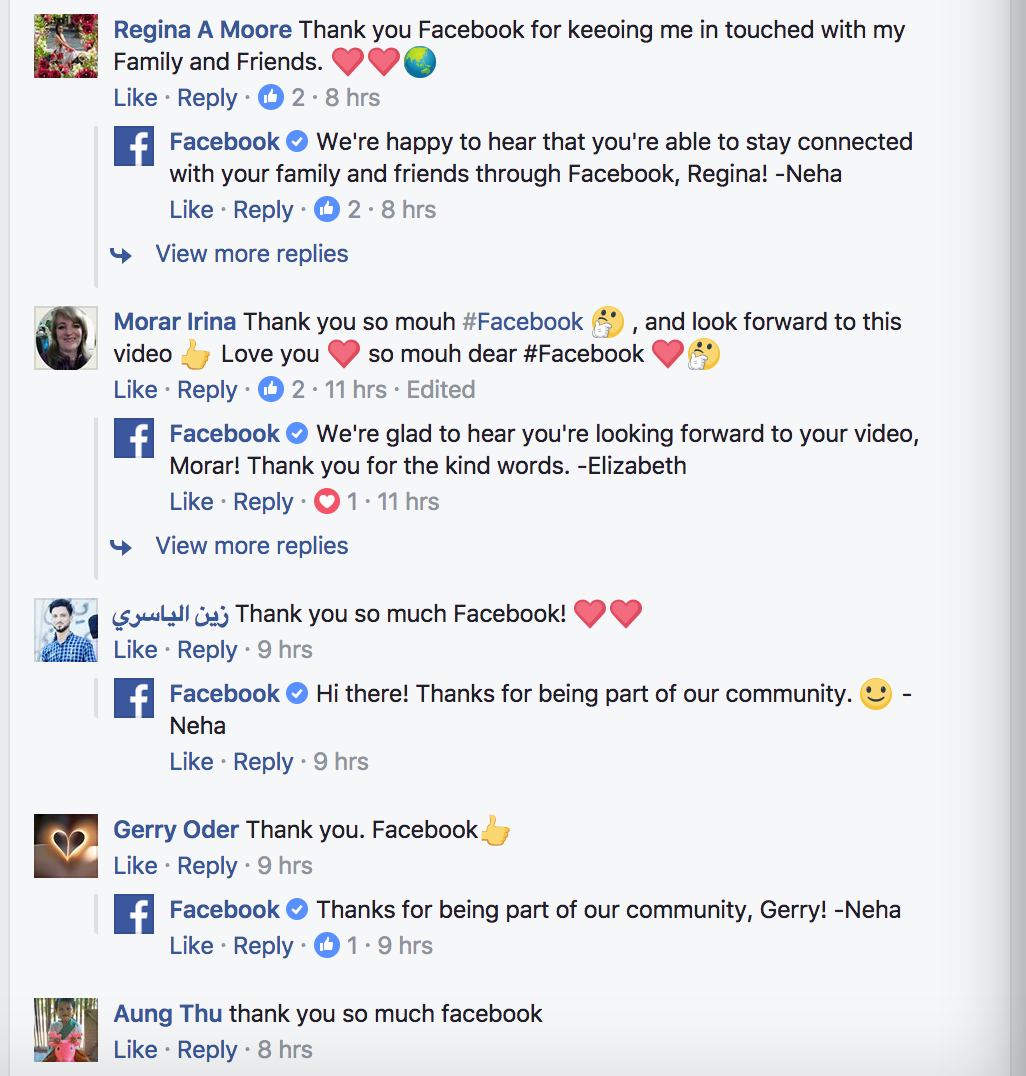 Regina A Moore Thank you Facebook for keeoing me in touched with my
Family and Friends. ❤️❤️🌏
Like · Reply · 2 · 8 hrs
Facebook We're happy to hear that you're able to stay connected
with your family and friends through Facebook, Regina! -Neha
Like · Reply · 2 · 8 hrs
View more replies
Morar Irina Thank you so mouh #Facebook 🤔 , and look forward to this
video 👍 Love you ❤️ so mouh dear #Facebook ❤️🤔
Like · Reply · 2 · 11 hrs · Edited
Facebook We're glad to hear you're looking forward to your video,
Morar! Thank you for the kind words. -Elizabeth
Like · Reply · 1 · 11 hrs
View more replies
زين الياسري Thank you so much Facebook! ❤️❤️
Like · Reply · 9 hrs
Facebook Hi there! Thanks for being part of our community. 🙂 -
Neha
Like · Reply · 9 hrs
Gerry Oder Thank you. Facebook👍
Like · Reply · 9 hrs
Facebook Thanks for being part of our community, Gerry! -Neha
Like · Reply · 1 · 9 hrs
Aung Thu thank you so much facebook
Like · Reply · 8 hrs